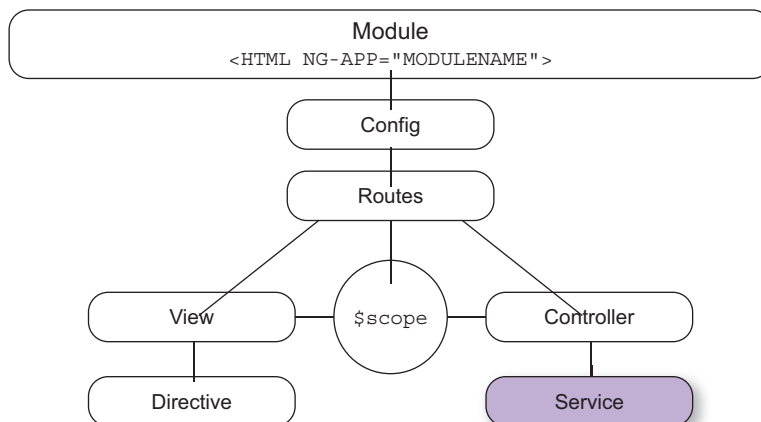 Module
<HTML NG-APP="MODULENAME">
Config
Routes
View
$scope
Controller
Directive
Service